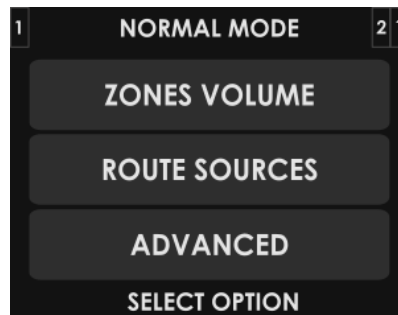 1 NORMAL MODE 2
ZONES VOLUME
ROUTE SOURCES
ADVANCED
SELECT OPTION